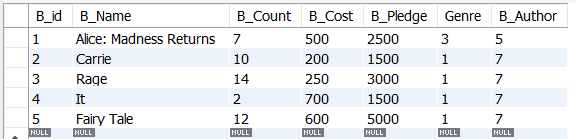 B_id B_Name B_Count B_Cost B_Pledge Genre B_Author
1 Alice: Madness Returns 7 500 2500 3 5
2 Carrie 10 200 1500 1 7
3 Rage 14 250 3000 1 7
4 It 2 700 1500 1 7
5 Fairy Tale 12 600 5000 1 7
NULL NULL NULL NULL NULL NULL NULL